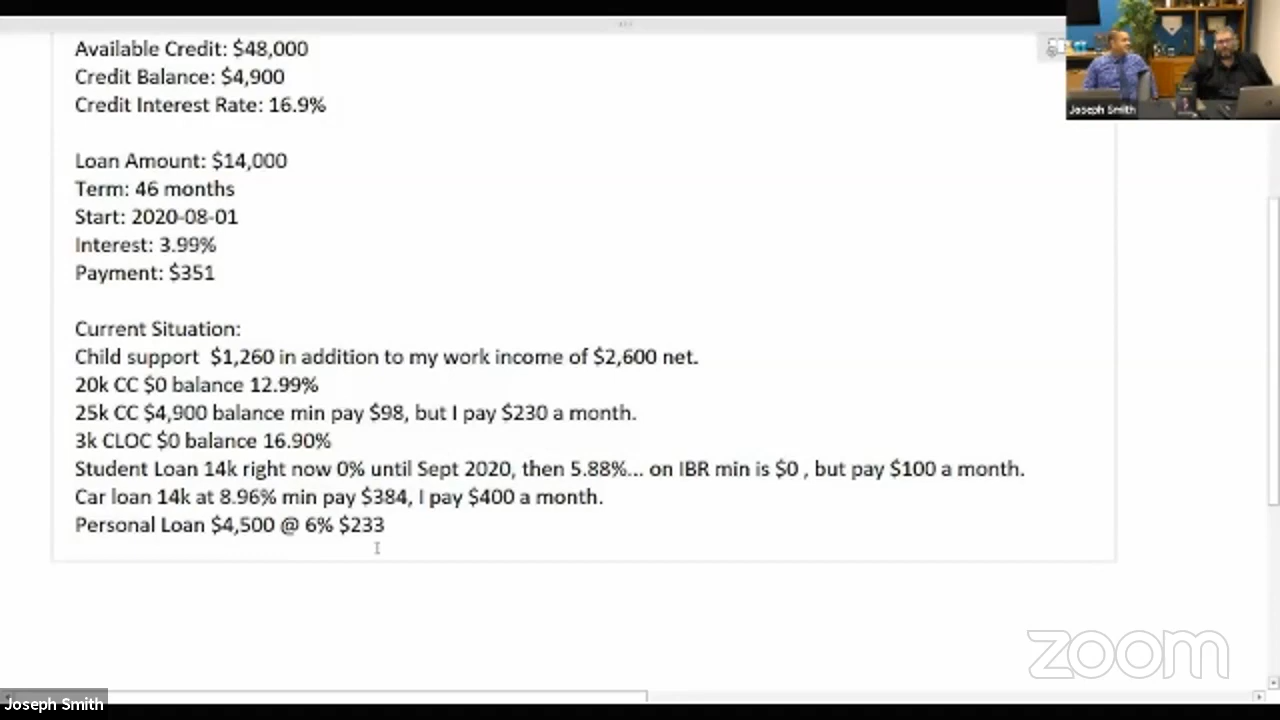 Available Credit: $48,000
Credit Balance: $4,900
Credit Interest Rate: 16.9%
Loan Amount: $14,000
Term: 46 months
Start: 2020-08-01
Interest: 3.99%
Payment: $351
Current Situation:
Child support  $1,260 in addition to my work income of $2,600 net.
20k CC $0 balance 12.99%
25k CC $4,900 balance min pay $98, but I pay $230 a month.
3k CLOC $0 balance 16.90%
Student Loan 14k right now 0% until Sept 2020, then 5.88%... on IBR min is $0 , but pay $100 a month.
Car loan 14k at 8.96% min pay $384, I pay $400 a month.
Personal Loan $4,500 @ 6% $233
Joseph Smith
zoom
Joseph Smith